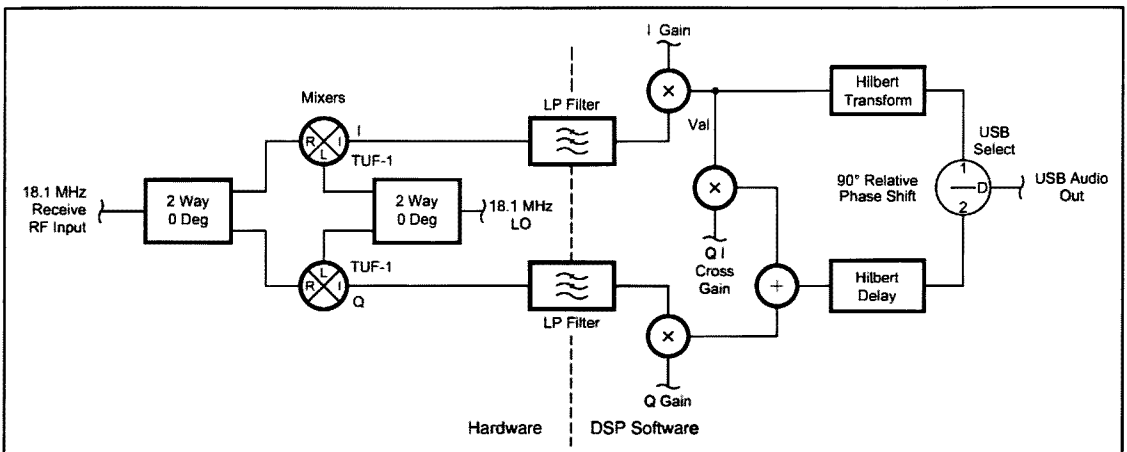 I Gain
Mixers
LP Filter
Hilbert
Transform
R
I
L
I
TUF-1
Val
USB
Select
18.1 MHz
Receive
RF Input
2 Way
0 Deg
2 Way
0 Deg
18.1 MHz
LO
90° Relative
Phase Shift
1
D
2
USB Audio
Out
L
R
I
TUF-1
Q
Q I
Cross
Gain
Hilbert
Delay
LP Filter
Q Gain
Hardware
DSP Software